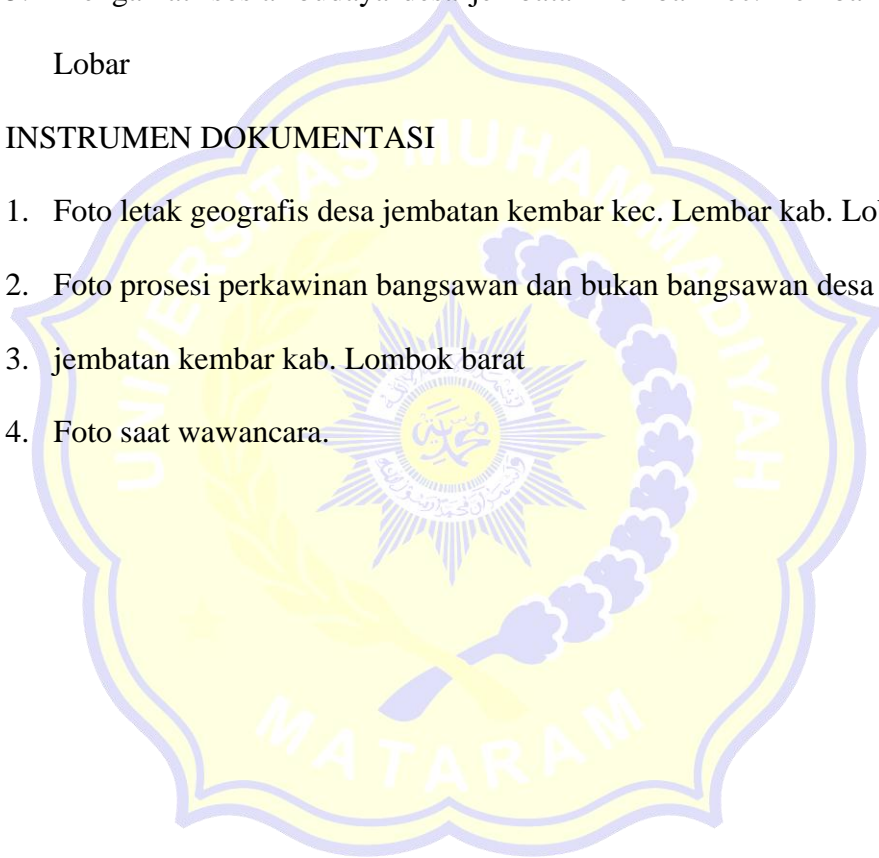 Lobar
INSTRUMEN DOKUMENTASI
1. Foto letak geografis desa jembatan kembar kec. Lembar kab.
2. Foto prosesi perkawinan bangsawan dan bukan bangsawan desa
3. jembatan kembar kab. Lombok barat
4. Foto saat wawancara.
UNIVERSITAS MUHAMMADIYAH
MATARAM